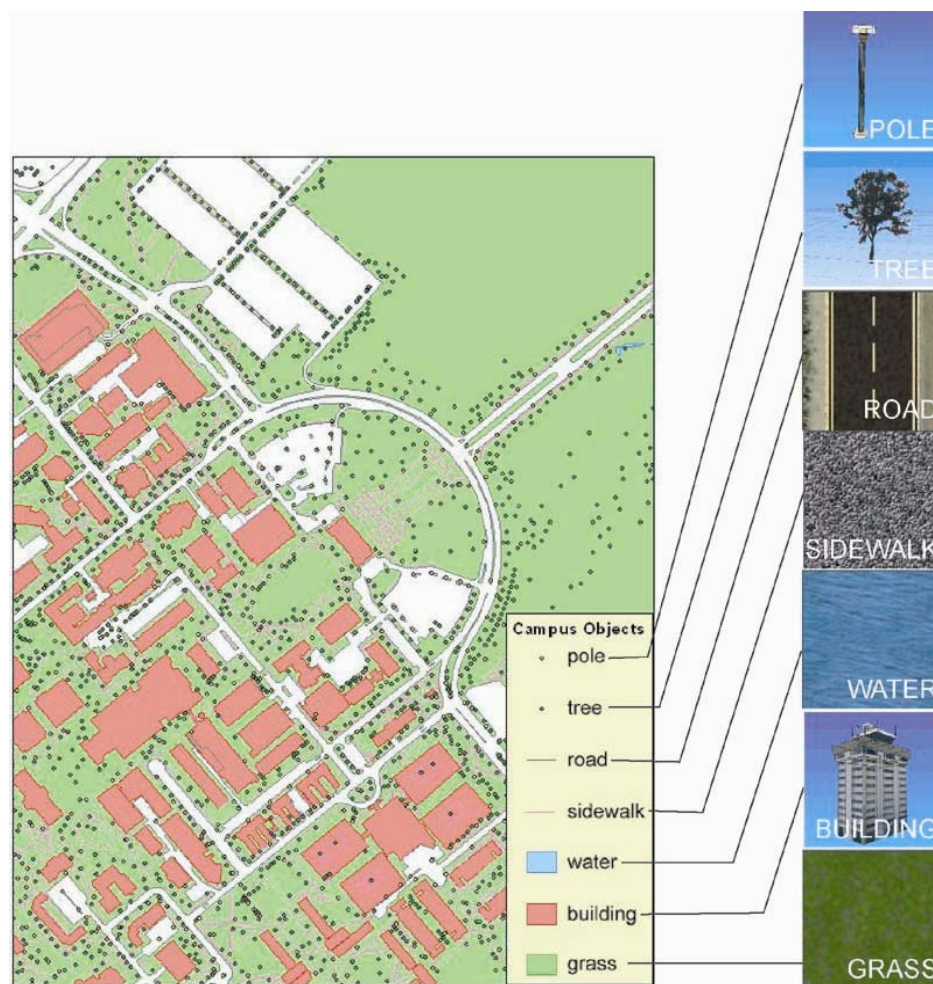 POLE
TREE
ROAD
SIDEWALK
WATER
BUILDING
GRASS
Campus Objects
pole
tree
road
sidewalk
water
building
grass